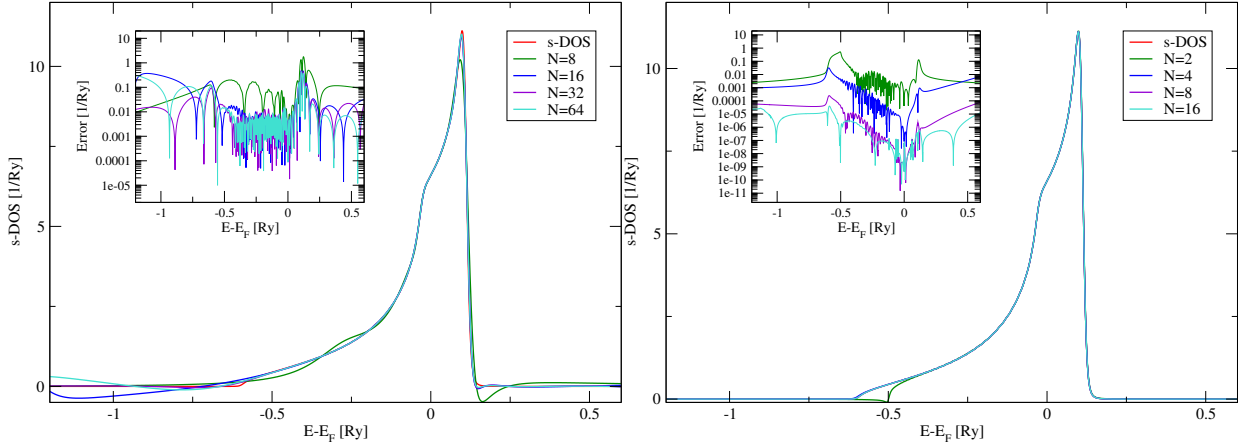 s-DOS [1/Ry]
10
5
0
-1
-0.5
0
0.5
E-E_F [Ry]
Error [1/Ry]
10
1
0.1
0.01
0.001
0.0001
1e-05
-1
-0.5
0
0.5
E-E_F [Ry]
s-DOS
N=8
N=16
N=32
N=64
s-DOS [1/Ry]
10
5
0
-1
-0.5
0
0.5
E-E_F [Ry]
Error [1/Ry]
1
0.1
0.01
0.001
0.0001
1e-05
1e-06
1e-07
1e-08
1e-09
1e-10
1e-11
-1
-0.5
0
0.5
E-E_F [Ry]
s-DOS
N=2
N=4
N=8
N=16